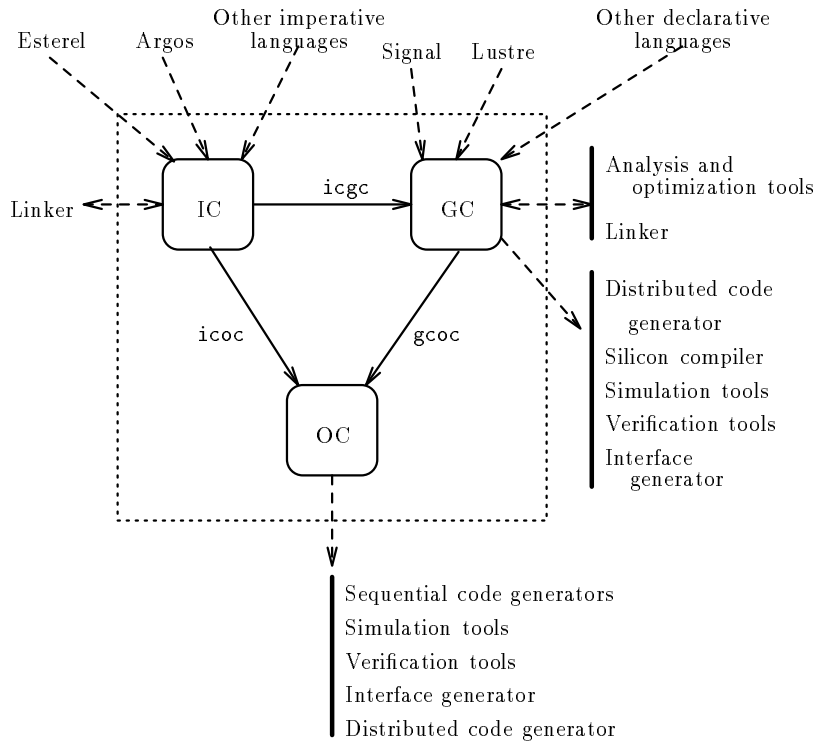 Other imperative
languages
Other declarative
languages
Esterel
Argos
Signal
Lustre
Analysis and
optimization tools
Linker
Linker
IC
icgc
GC
Distributed code
generator
Silicon compiler
Simulation tools
Verification tools
Interface
generator
icoc
gcoc
OC
Sequential code generators
Simulation tools
Verification tools
Interface generator
Distributed code generator